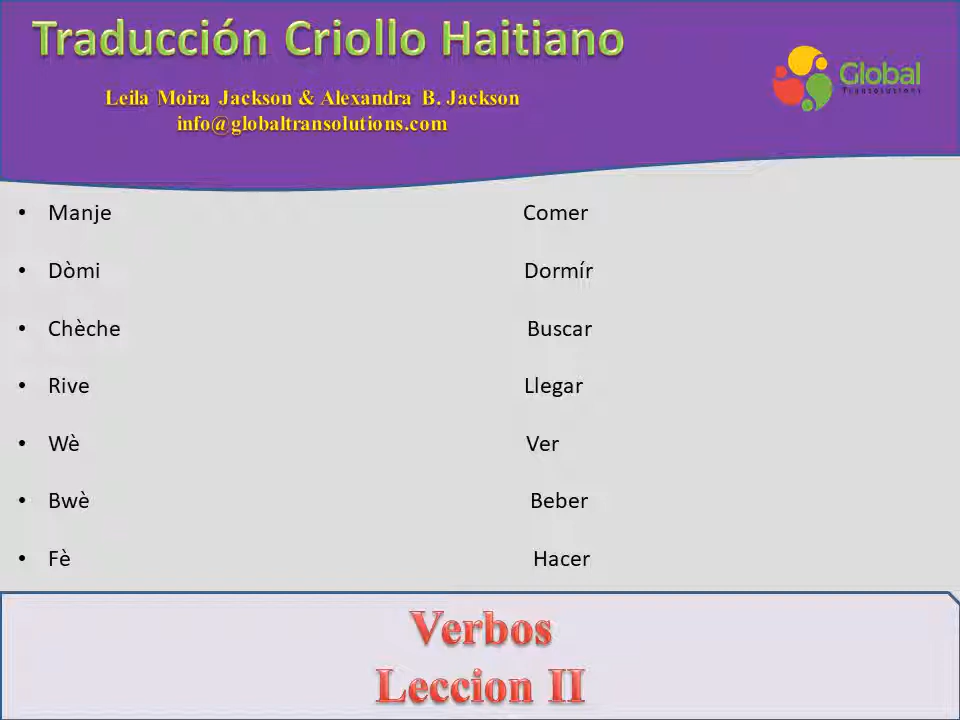 Traducción Criollo Haitiano
Leila Moira Jackson & Alexandra B. Jackson
info@globaltransolutions.com
Global
Transolutions
• Manje Comer
• Dòmi Dormír
• Chèche Buscar
• Rive Llegar
• Wè Ver
• Bwè Beber
• Fè Hacer
Verbos
Leccion II